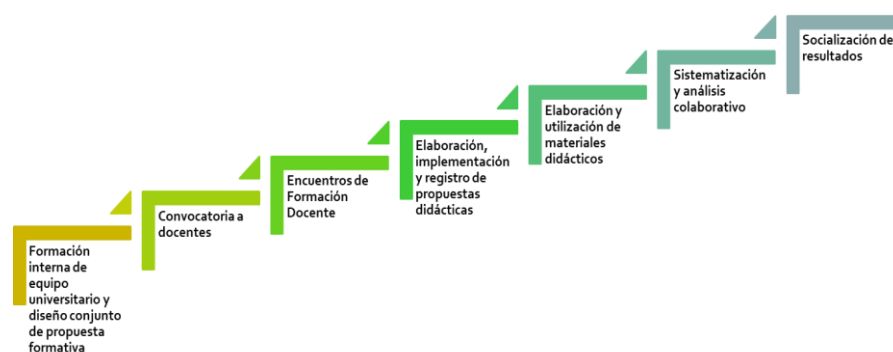 Formación
interna de
equipo
universitario y
diseño conjunto
de propuesta
formativa
Convocatoria a
docentes
Encuentros de
Formación
Docente
Elaboración,
implementación
y registro de
propuestas
didácticas
Elaboración y
utilización de
materiales
didácticos
Sistematización
y análisis
colaborativo
Socialización de
resultados